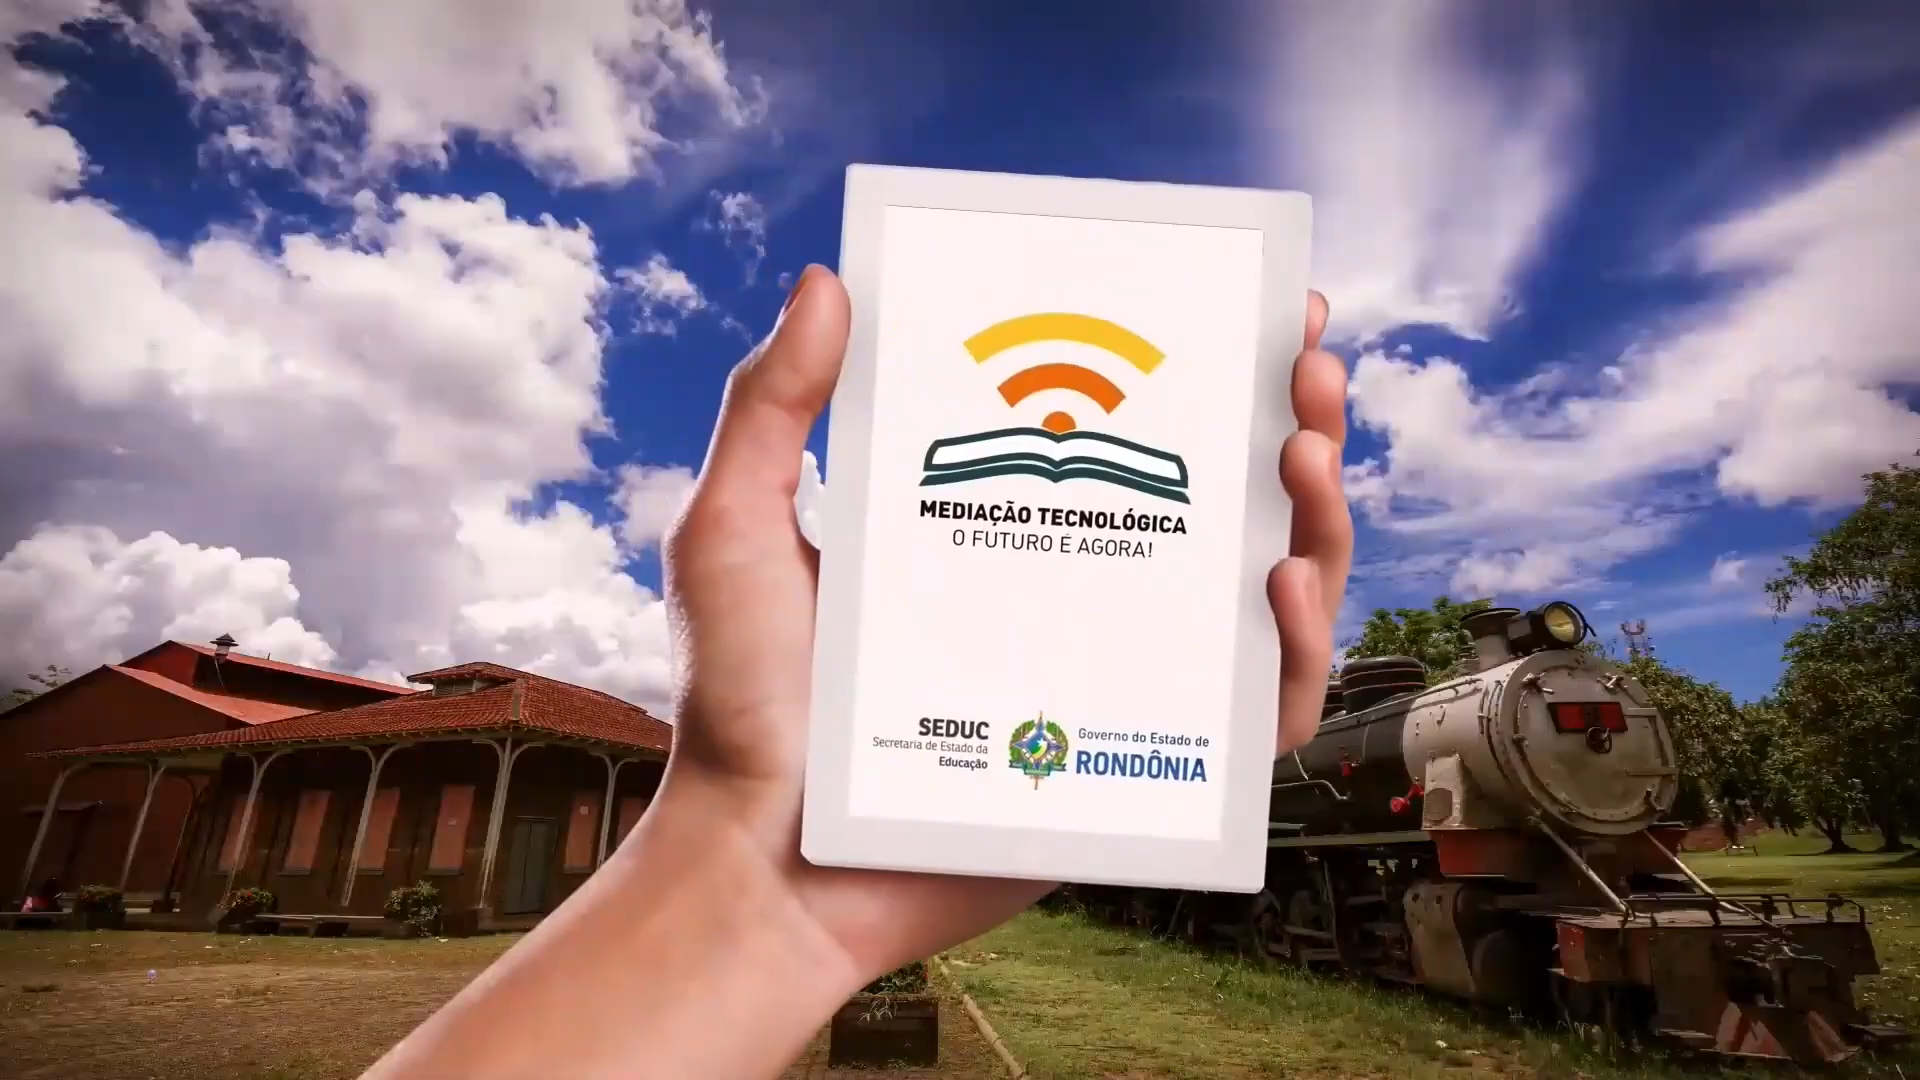 MEDIAÇÃO TECNOLÓGICA
O FUTURO É AGORA!
SEDUC
Secretaria de Estado da
Educação
Governo do Estado de
RONDÔNIA